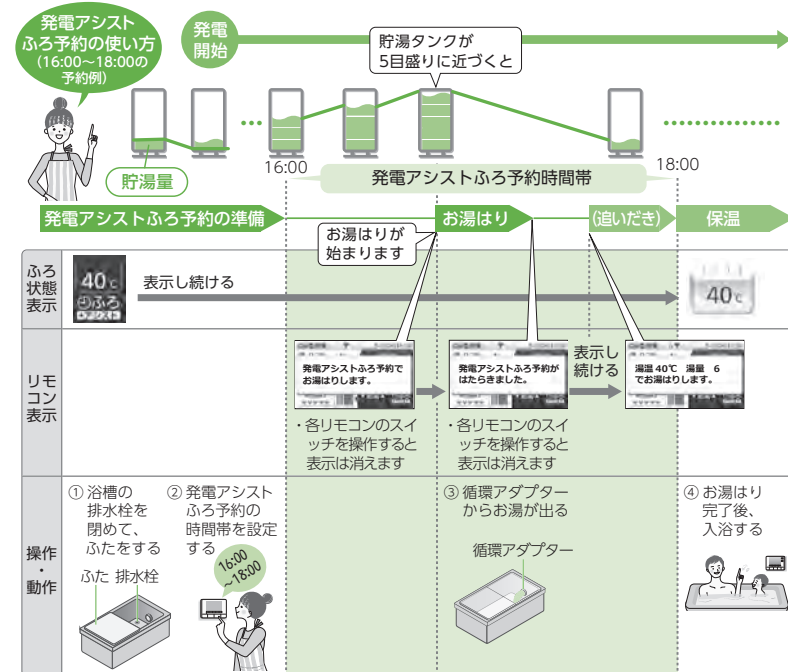 発電アシスト
ふろ予約の使い方
(16:00～18:00の
予約例)
発電
開始
貯湯タンクが
5目盛りに近づくと
貯湯量
16:00
発電アシストふろ予約時間帯
18:00
発電アシストふろ予約の準備
お湯はりが
始まります
お湯はり
(追いだき)
保温
ふろ
状態
表示
40℃
ふろ
表示し続ける
40℃
リモ
コン
表示
発電アシストふろ予約で
お湯はりします。
発電アシストふろ予約が
はたらきました。
表示し
続ける
湯温 40℃ 湯量 6
でお湯はりします。
・各リモコンのスイ
ッチを操作すると
表示は消えます
・各リモコンのスイ
ッチを操作すると
表示は消えます
操作
・
動作
① 浴槽の
排水栓を
閉めて、
ふたをする
ふた 排水栓
② 発電アシスト
ふろ予約の
時間帯を設定
する
16:00
～18:00
③ 循環アダプター
からお湯が出る
循環アダプター
④ お湯はり
完了後、
入浴する